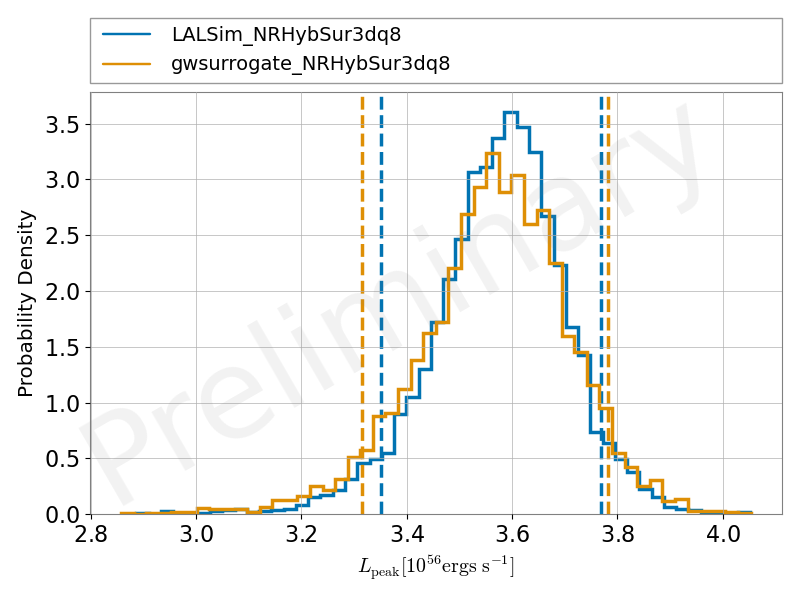 LALSim_NRHybSur3dq8
gwsurrogate_NRHybSur3dq8
Preliminary
Probability Density
3.5
3.0
2.5
2.0
1.5
1.0
0.5
0.0
2.8 3.0 3.2 3.4 3.6 3.8 4.0
L_peak[10^56 ergs s^−1]